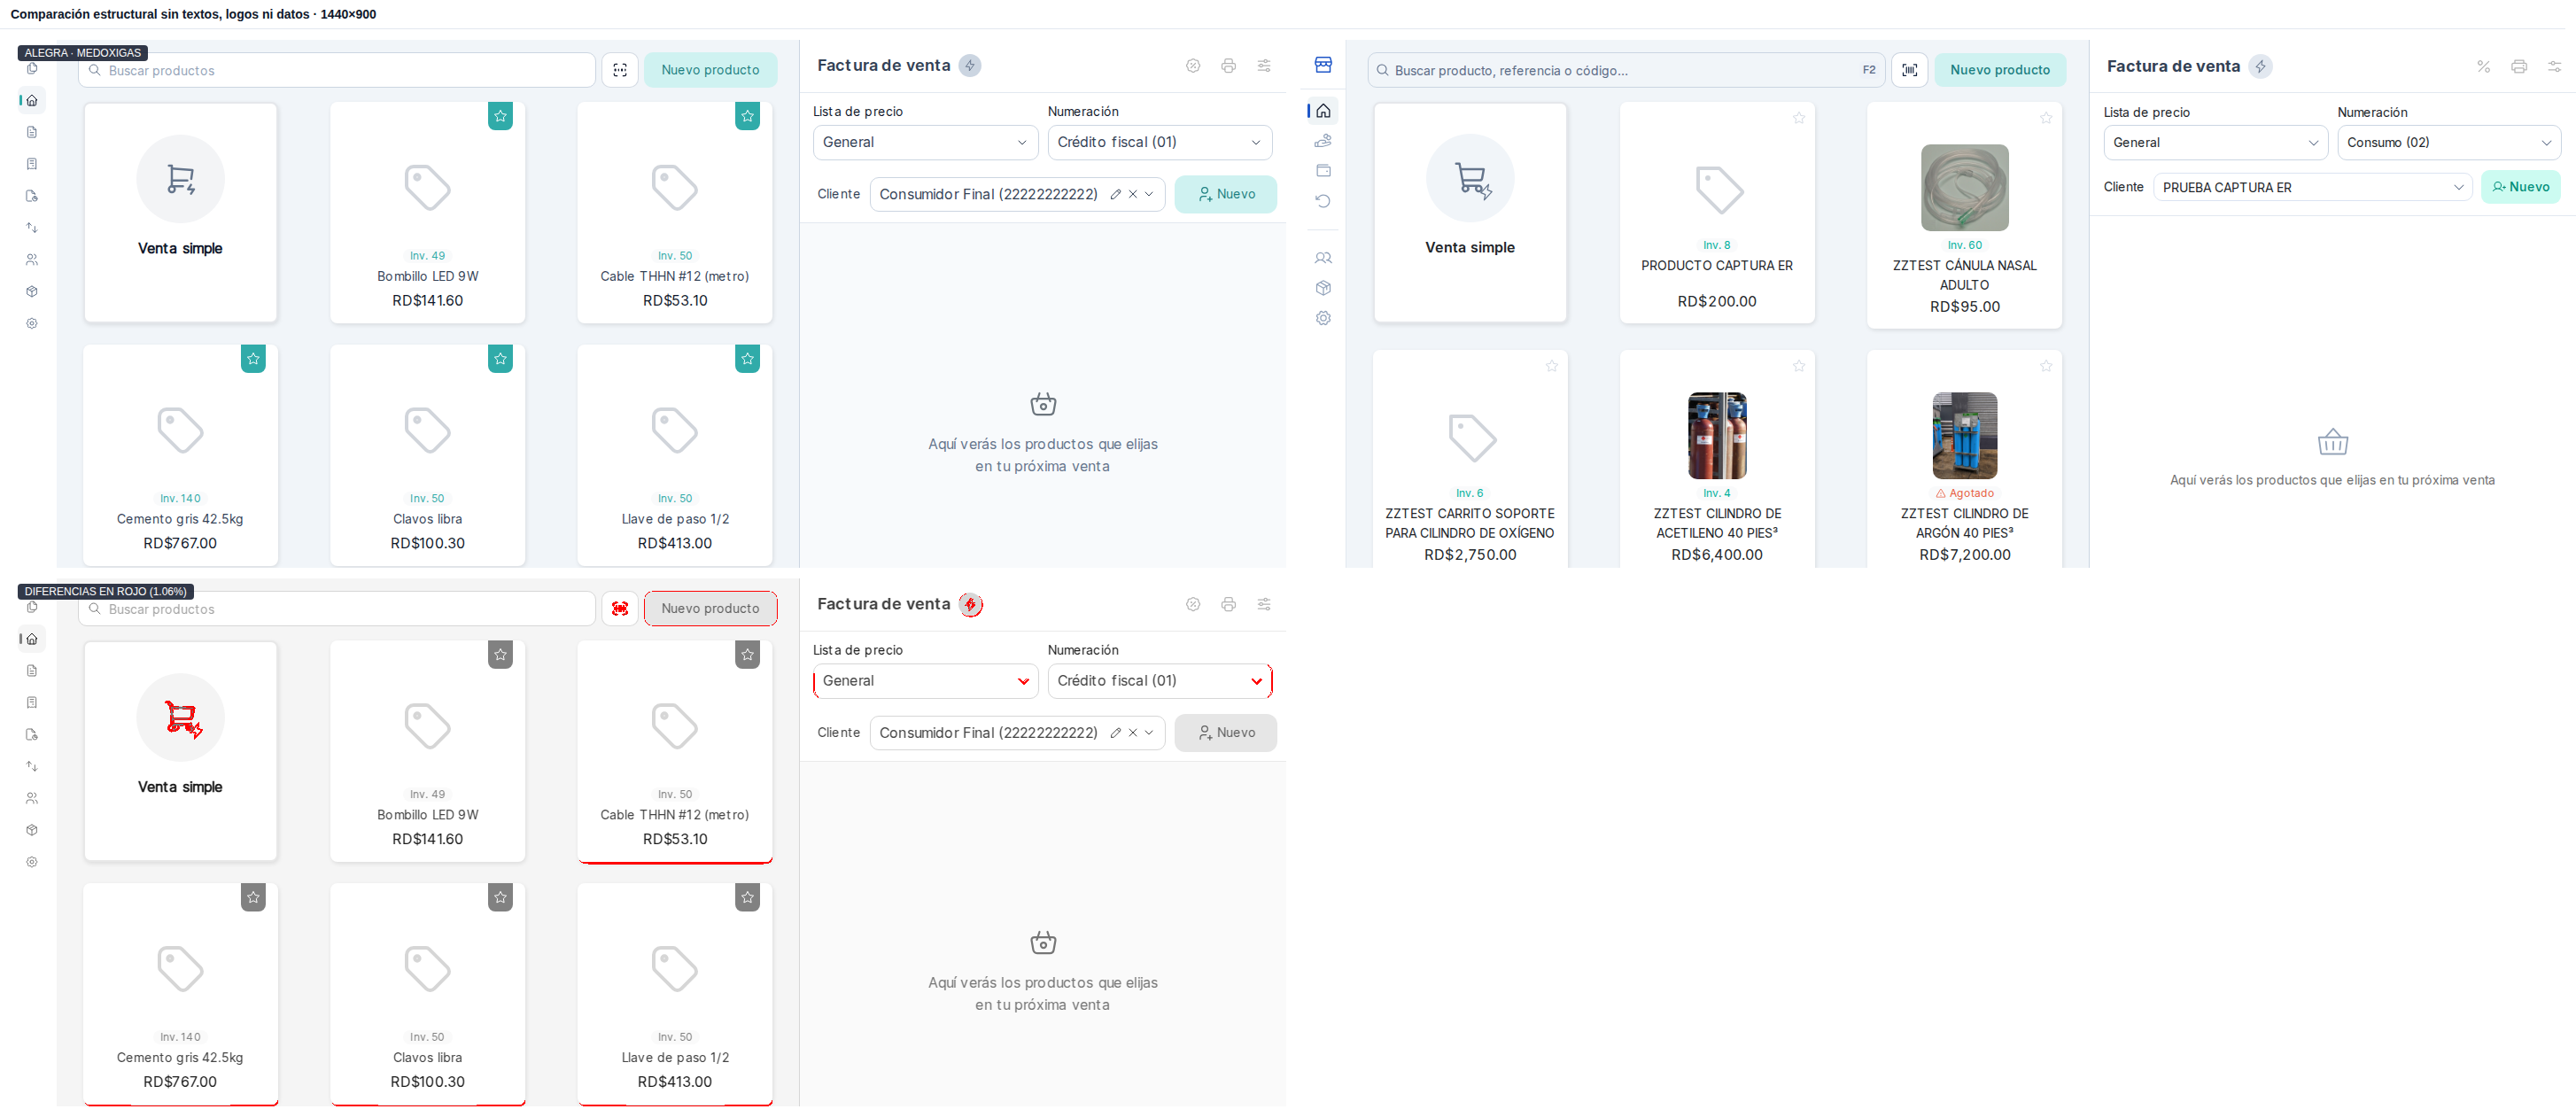 Comparación estructural sin textos, logos ni datos · 1440×900
ALEGRA · MEDOXIGAS
Buscar productos
Nuevo producto
Factura de venta
Lista de precio
Numeración
General
Crédito fiscal (01)
Cliente
Consumidor Final (22222222222)
Nuevo
Venta simple
Inv. 49
Bombillo LED 9W
RD$141.60
Inv. 50
Cable THHN #12 (metro)
RD$53.10
Inv. 140
Cemento gris 42.5kg
RD$767.00
Inv. 50
Clavos libra
RD$100.30
Inv. 50
Llave de paso 1/2
RD$413.00
Aquí verás los productos que elijas
en tu próxima venta
Buscar producto, referencia o código...
F2
Nuevo producto
Factura de venta
Lista de precio
Numeración
General
Consumo (02)
Cliente
PRUEBA CAPTURA ER
Nuevo
Venta simple
Inv. 8
PRODUCTO CAPTURA ER
RD$200.00
Inv. 60
ZZTEST CÁNULA NASAL
ADULTO
RD$95.00
Inv. 6
ZZTEST CARRITO SOPORTE
PARA CILINDRO DE OXÍGENO
RD$2,750.00
Inv. 4
ZZTEST CILINDRO DE
ACETILENO 40 PIES³
RD$6,400.00
Agotado
ZZTEST CILINDRO DE
ARGÓN 40 PIES³
RD$7,200.00
Aquí verás los productos que elijas en tu próxima venta
DIFERENCIAS EN ROJO (1.06%)
Buscar productos
Nuevo producto
Factura de venta
Lista de precio
Numeración
General
Crédito fiscal (01)
Cliente
Consumidor Final (22222222222)
Nuevo
Venta simple
Inv. 49
Bombillo LED 9W
RD$141.60
Inv. 50
Cable THHN #12 (metro)
RD$53.10
Inv. 140
Cemento gris 42.5kg
RD$767.00
Inv. 50
Clavos libra
RD$100.30
Inv. 50
Llave de paso 1/2
RD$413.00
Aquí verás los productos que elijas
en tu próxima venta